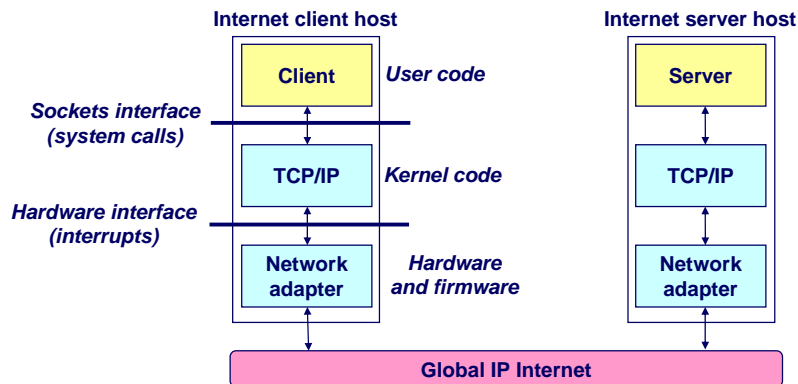 Internet client host
Internet server host
Client
User code
Server
Sockets interface
(system calls)
TCP/IP
Kernel code
TCP/IP
Hardware interface
(interrupts)
Network
adapter
Hardware
and firmware
Network
adapter
Global IP Internet